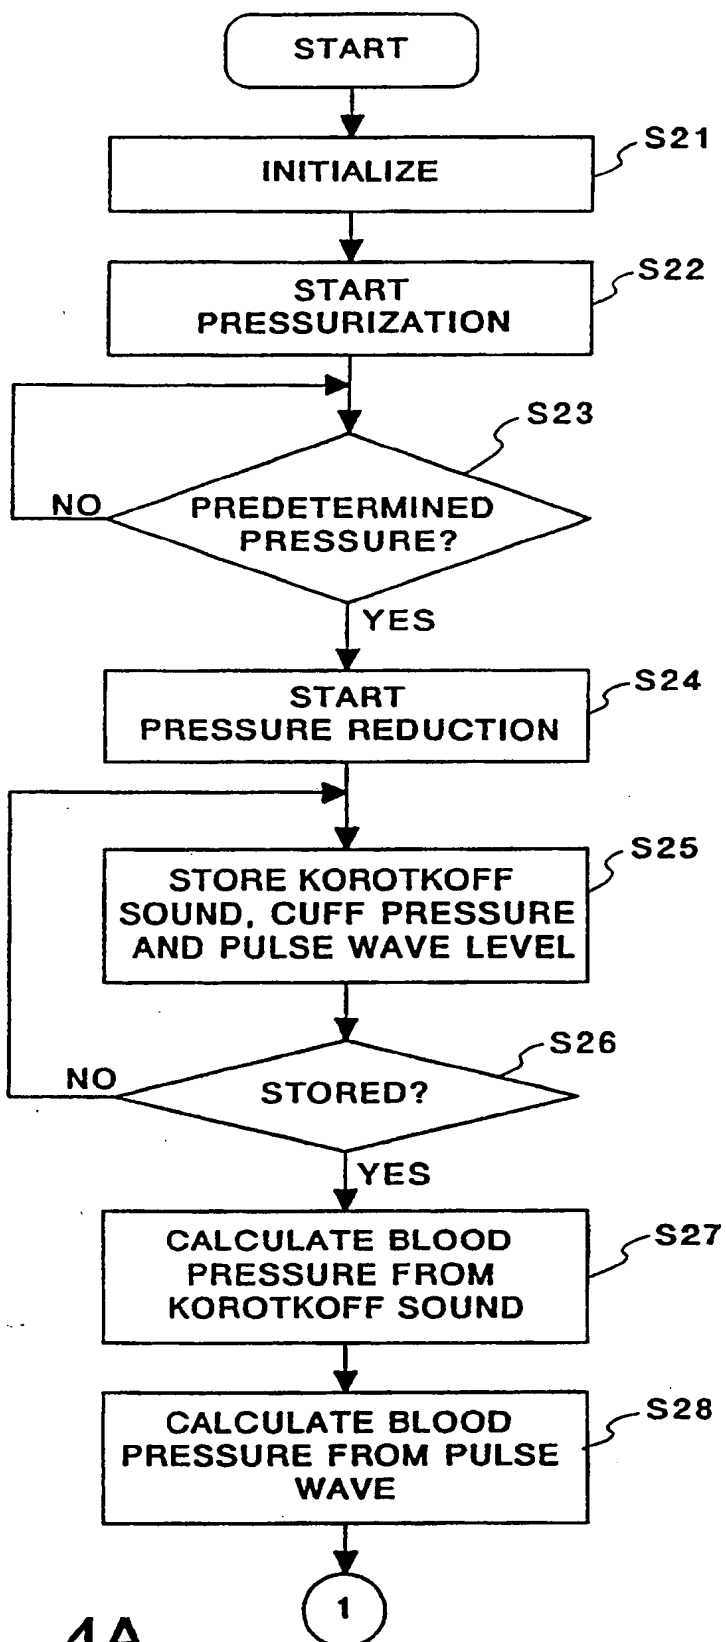 START
S21
INITIALIZE
S22
START
PRESSURIZATION
S23
NO
PREDETERMINED
PRESSURE?
YES
S24
START
PRESSURE REDUCTION
S25
STORE KOROTKOFF
SOUND, CUFF PRESSURE
AND PULSE WAVE LEVEL
S26
NO
STORED?
YES
S27
CALCULATE BLOOD
PRESSURE FROM
KOROTKOFF SOUND
S28
CALCULATE BLOOD
PRESSURE FROM PULSE
WAVE
1
4A